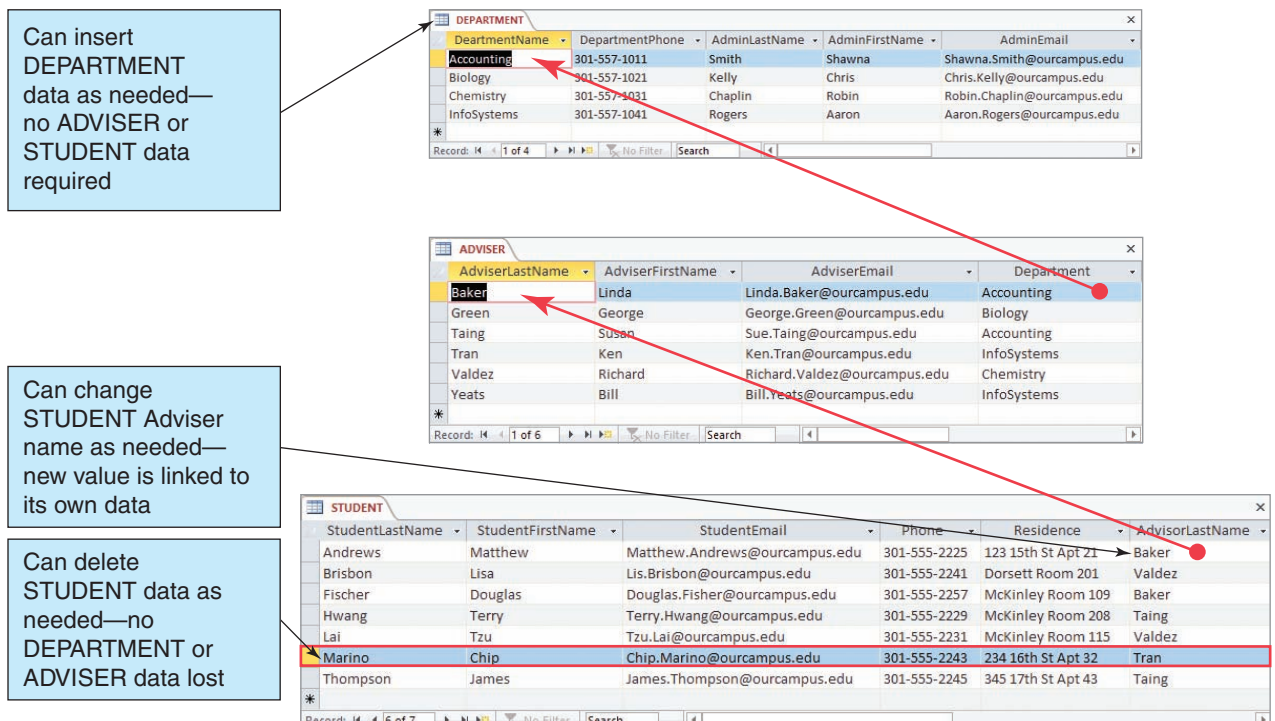 Can insert
DEPARTMENT
data as needed—
no ADVISER or
STUDENT data
required
DEPARTMENT
DeartmentName DepartmentPhone AdminLastName AdminFirstName AdminEmail
Accounting 301-557-1011 Smith Shawna Shawna.Smith@ourcampus.edu
Biology 301-557-1021 Kelly Chris Chris.Kelly@ourcampus.edu
Chemistry 301-557-1031 Chaplin Robin Robin.Chaplin@ourcampus.edu
InfoSystems 301-557-1041 Rogers Aaron Aaron.Rogers@ourcampus.edu
Record: 1 of 4 No Filter Search
ADVISER
AdviserLastName AdviserFirstName AdviserEmail Department
Baker Linda Linda.Baker@ourcampus.edu Accounting
Green George George.Green@ourcampus.edu Biology
Taing Susan Sue.Taing@ourcampus.edu Accounting
Tran Ken Ken.Tran@ourcampus.edu InfoSystems
Valdez Richard Richard.Valdez@ourcampus.edu Chemistry
Yeats Bill Bill.Yeats@ourcampus.edu InfoSystems
Record: 1 of 6 No Filter Search
Can change
STUDENT Adviser
name as needed—
new value is linked to
its own data
Can delete
STUDENT data as
needed—no
DEPARTMENT or
ADVISER data lost
STUDENT
StudentLastName StudentFirstName StudentEmail Phone Residence AdvisorLastName
Andrews Matthew Matthew.Andrews@ourcampus.edu 301-555-2225 123 15th St Apt 21 Baker
Brisbon Lisa Lis.Brisbon@ourcampus.edu 301-555-2241 Dorsett Room 201 Valdez
Fischer Douglas Douglas.Fisher@ourcampus.edu 301-555-2257 McKinley Room 109 Baker
Hwang Terry Terry.Hwang@ourcampus.edu 301-555-2229 McKinley Room 208 Taing
Lai Tzu Tzu.Lai@ourcampus.edu 301-555-2231 McKinley Room 115 Valdez
Marino Chip Chip.Marino@ourcampus.edu 301-555-2243 234 16th St Apt 32 Tran
Thompson James James.Thompson@ourcampus.edu 301-555-2245 345 17th St Apt 43 Taing
Record: 6 of 7 No Filter Search